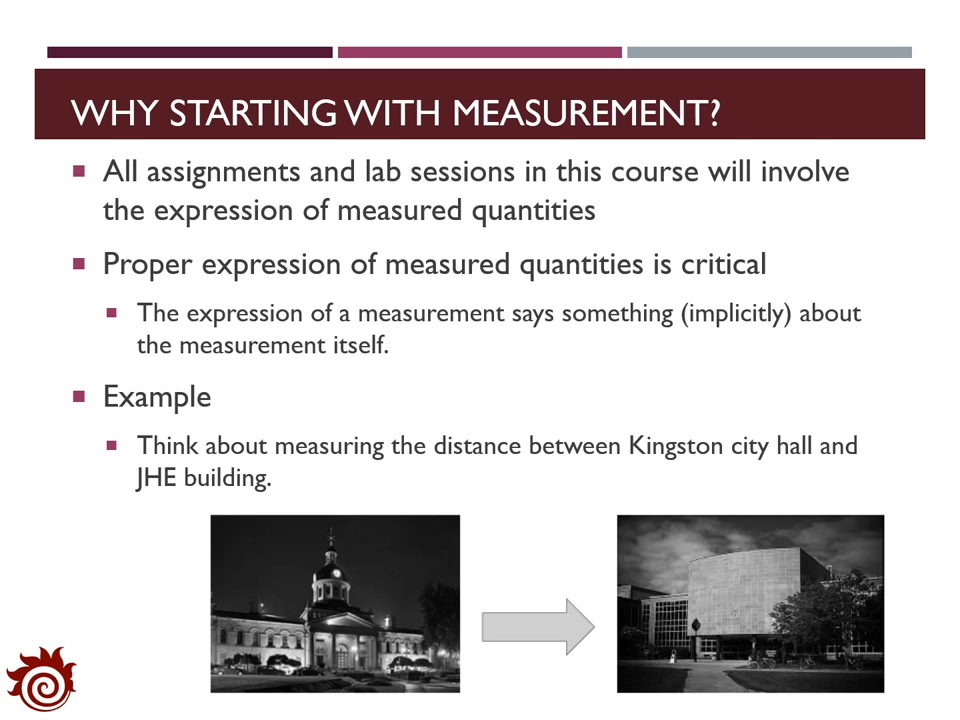 WHY STARTING WITH MEASUREMENT?
All assignments and lab sessions in this course will involve
the expression of measured quantities
Proper expression of measured quantities is critical
The expression of a measurement says something (implicitly) about
the measurement itself.
Example
Think about measuring the distance between Kingston city hall and
JHE building.